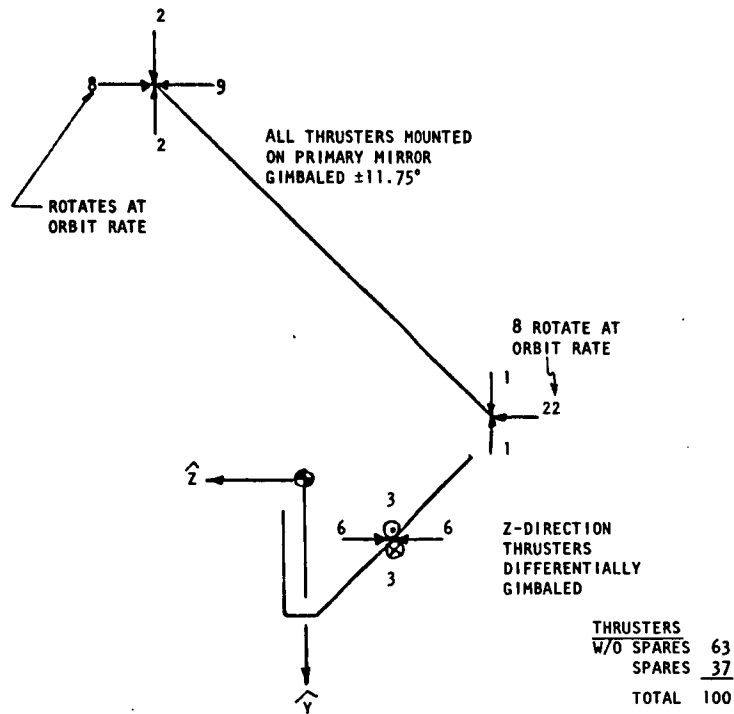 2
8
9
2
ALL THRUSTERS MOUNTED
ON PRIMARY MIRROR
GIMBALED ±11.75°
ROTATES AT
ORBIT RATE
8 ROTATE AT
ORBIT RATE
1
22
1
Ẑ
3
6
6
3
Z-DIRECTION
THRUSTERS
DIFFERENTIALLY
GIMBALED
Ŷ
THRUSTERS
W/O SPARES 63
SPARES 37
TOTAL 100